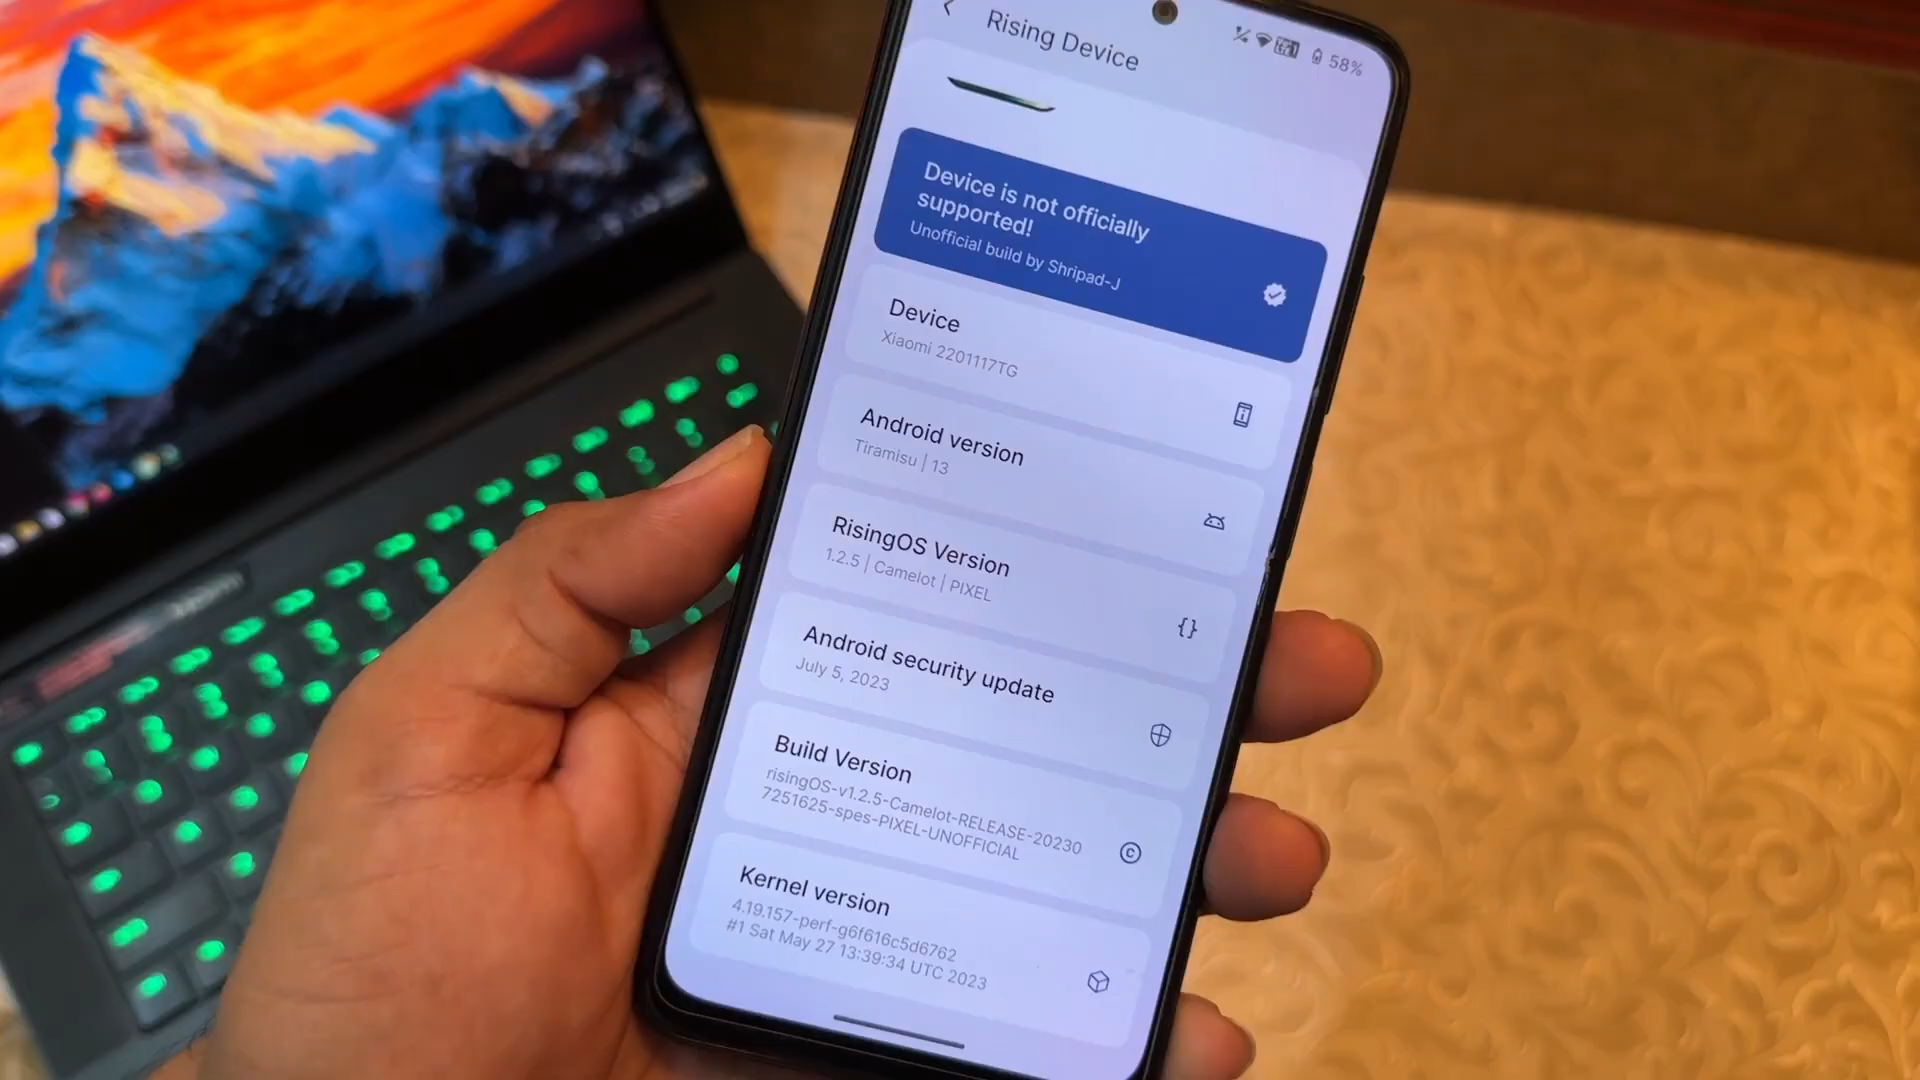 Rising Device
58%
Device is not officially
supported!
Unofficial build by Shripad-J
Device
Xiaomi 2201117TG
Android version
Tiramisu | 13
RisingOS Version
1.2.5 | Camelot | PIXEL
Android security update
July 5, 2023
Build Version
risingOS-v1.2.5-Camelot-RELEASE-20230
7251625-spes-PIXEL-UNOFFICIAL
Kernel version
4.19.157-perf-g6f616c5d6762
#1 Sat May 27 13:39:34 UTC 2023